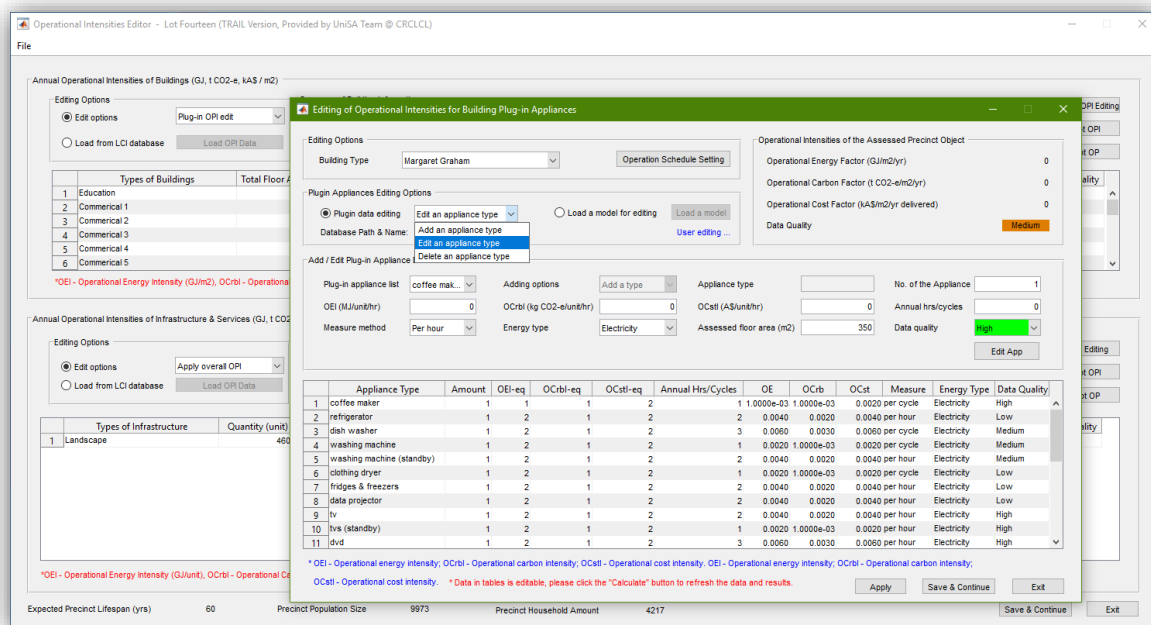 Operational Intensities Editor - Lot Fourteen (TRAIL Version, Provided by UniSA Team @ CRCLCL)
File
Annual Operational Intensities of Buildings (GJ, t CO2-e, kA$ / m2)
Editing Options
Edit options Plug-in OPI edit
Load from LCI database Load OPI Data
Types of Buildings Total Floor A
1 Education
2 Commerical 1
3 Commerical 2
4 Commerical 3
5 Commerical 4
6 Commerical 5
*OEI - Operational Energy Intensity (GJ/m2), OCrbl - Operationa
OPI Editing
t OPI
t OP
ality
Annual Operational Intensities of Infrastructure & Services (GJ, t CO2
Editing Options
Edit options Apply overall OPI
Load from LCI database Load OPI Data
Types of Infrastructure Quantity (unit)
1 Landscape 460
*OEI - Operational Energy Intensity (GJ/unit), OCrbl - Operational Ca
Editing
t OPI
t OP
ality
Expected Precinct Lifespan (yrs) 60 Precinct Population Size 9973 Precinct Household Amount 4217 Save & Continue Exit
Editing of Operational Intensities for Building Plug-in Appliances
Editing Options
Building Type Margaret Graham Operation Schedule Setting
Plugin Appliances Editing Options
Plugin data editing Edit an appliance type Load a model for editing Load a model
Add an appliance type
Edit an appliance type
Delete an appliance type
Database Path & Name: User editing ...
Operational Intensities of the Assessed Precinct Object
Operational Energy Factor (GJ/m2/yr) 0
Operational Carbon Factor (t CO2-e/m2/yr) 0
Operational Cost Factor (kA$/m2/yr delivered) 0
Data Quality Medium
Add / Edit Plug-in Appliance
Plug-in appliance list coffee mak... Adding options Add a type Appliance type No. of the Appliance 1
OEI (MJ/unit/hr) 0 OCrbl (kg CO2-e/unit/hr) 0 OCstl (A$/unit/hr) 0 Annual hrs/cycles 0
Measure method Per hour Energy type Electricity Assessed floor area (m2) 350 Data quality High
Edit App
Appliance Type Amount OEI-eq OCrbl-eq OCstl-eq Annual Hrs/Cycles OE OCrb OCst Measure Energy Type Data Quality
1 coffee maker 1 1 1 2 1 1.0000e-03 1.0000e-03 0.0020 per cycle Electricity High
2 refrigerator 1 2 1 2 2 0.0040 0.0020 0.0040 per hour Electricity Low
3 dish washer 1 2 1 2 3 0.0060 0.0030 0.0060 per cycle Electricity Medium
4 washing machine 1 2 1 2 1 0.0020 1.0000e-03 0.0020 per cycle Electricity Medium
5 washing machine (standby) 1 2 1 2 2 0.0040 0.0020 0.0040 per hour Electricity Medium
6 clothing dryer 1 2 1 2 1 0.0020 1.0000e-03 0.0020 per cycle Electricity Low
7 fridges & freezers 1 2 1 2 2 0.0040 0.0020 0.0040 per hour Electricity Low
8 data projector 1 2 1 2 2 0.0040 0.0020 0.0040 per hour Electricity Low
9 tv 1 2 1 2 2 0.0040 0.0020 0.0040 per hour Electricity High
10 tvs (standby) 1 2 1 2 1 0.0020 1.0000e-03 0.0020 per hour Electricity High
11 dvd 1 2 1 2 3 0.0060 0.0030 0.0060 per hour Electricity High
* OEI - Operational energy intensity; OCrbl - Operational carbon intensity; OCstl - Operational cost intensity. OEI - Operational energy intensity; OCrbl - Operational carbon intensity;
OCstl - Operational cost intensity. * Data in tables is editable, please click the "Calculate" button to refresh the data and results.
Apply Save & Continue Exit